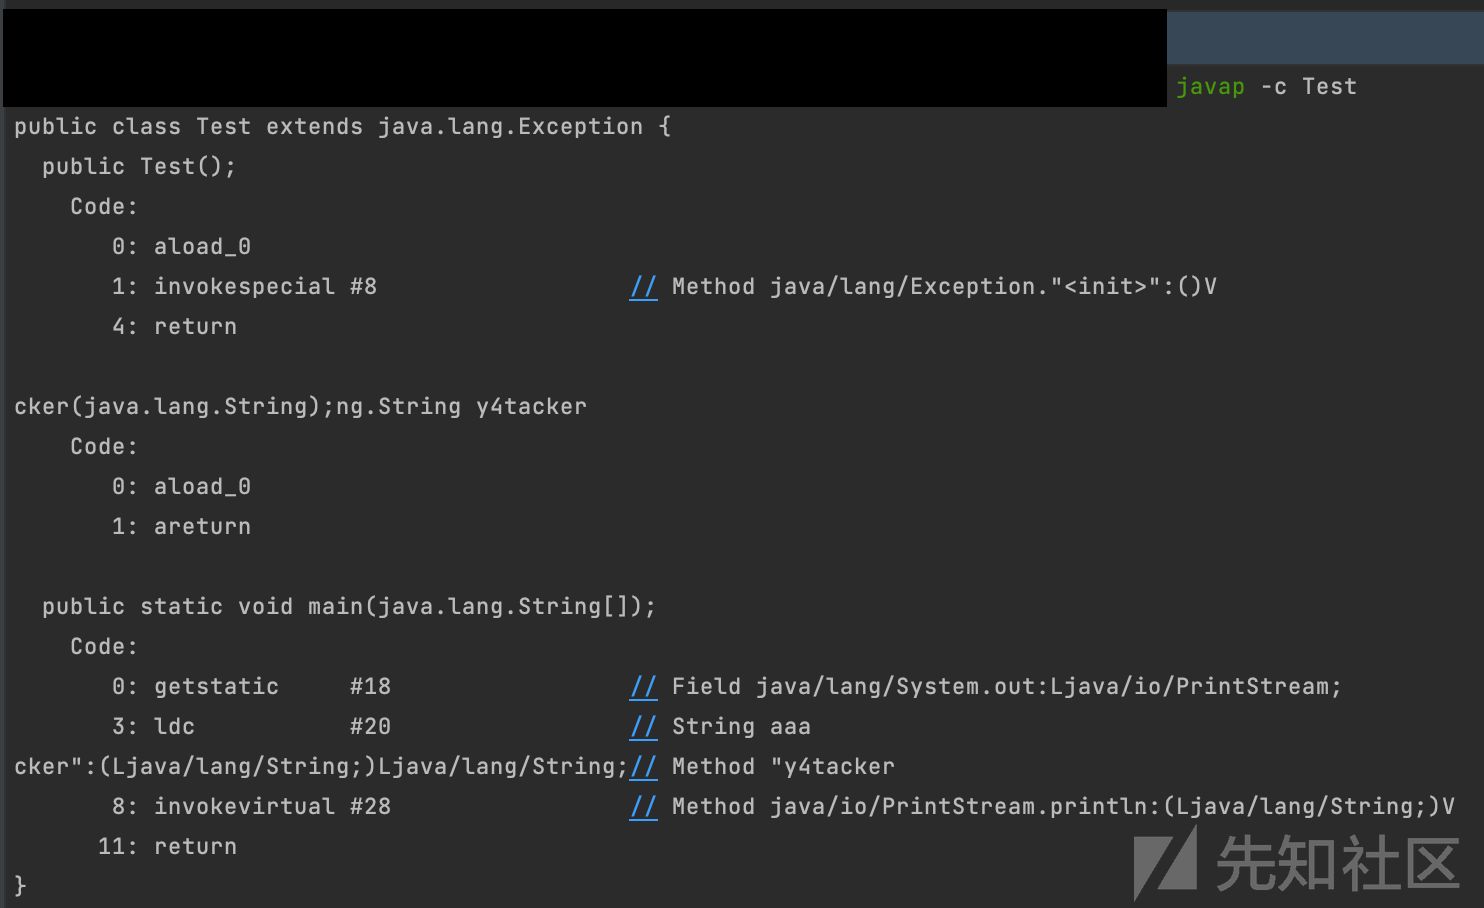 javap -c Test
public class Test extends java.lang.Exception {
  public Test();
    Code:
       0: aload_0
       1: invokespecial #8                  // Method java/lang/Exception."<init>":()V
       4: return

cker(java.lang.String);ng.String y4tacker
    Code:
       0: aload_0
       1: areturn

  public static void main(java.lang.String[]);
    Code:
       0: getstatic     #18                 // Field java/lang/System.out:Ljava/io/PrintStream;
       3: ldc           #20                 // String aaa
cker":(Ljava/lang/String;)Ljava/lang/String;// Method "y4tacker
       8: invokevirtual #28                 // Method java/io/PrintStream.println:(Ljava/lang/String;)V
      11: return
}
先知社区